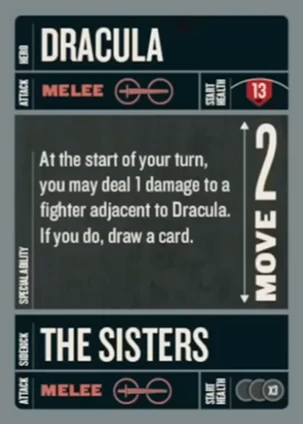 HERO
DRACULA
ATTACK
MELEE
START
HEALTH
13
At the start of your turn,
you may deal 1 damage to a
fighter adjacent to Dracula.
If you do, draw a card.
SPECIAL ABILITY
MOVE 2
SIDEKICK
THE SISTERS
ATTACK
MELEE
START
HEALTH
X3